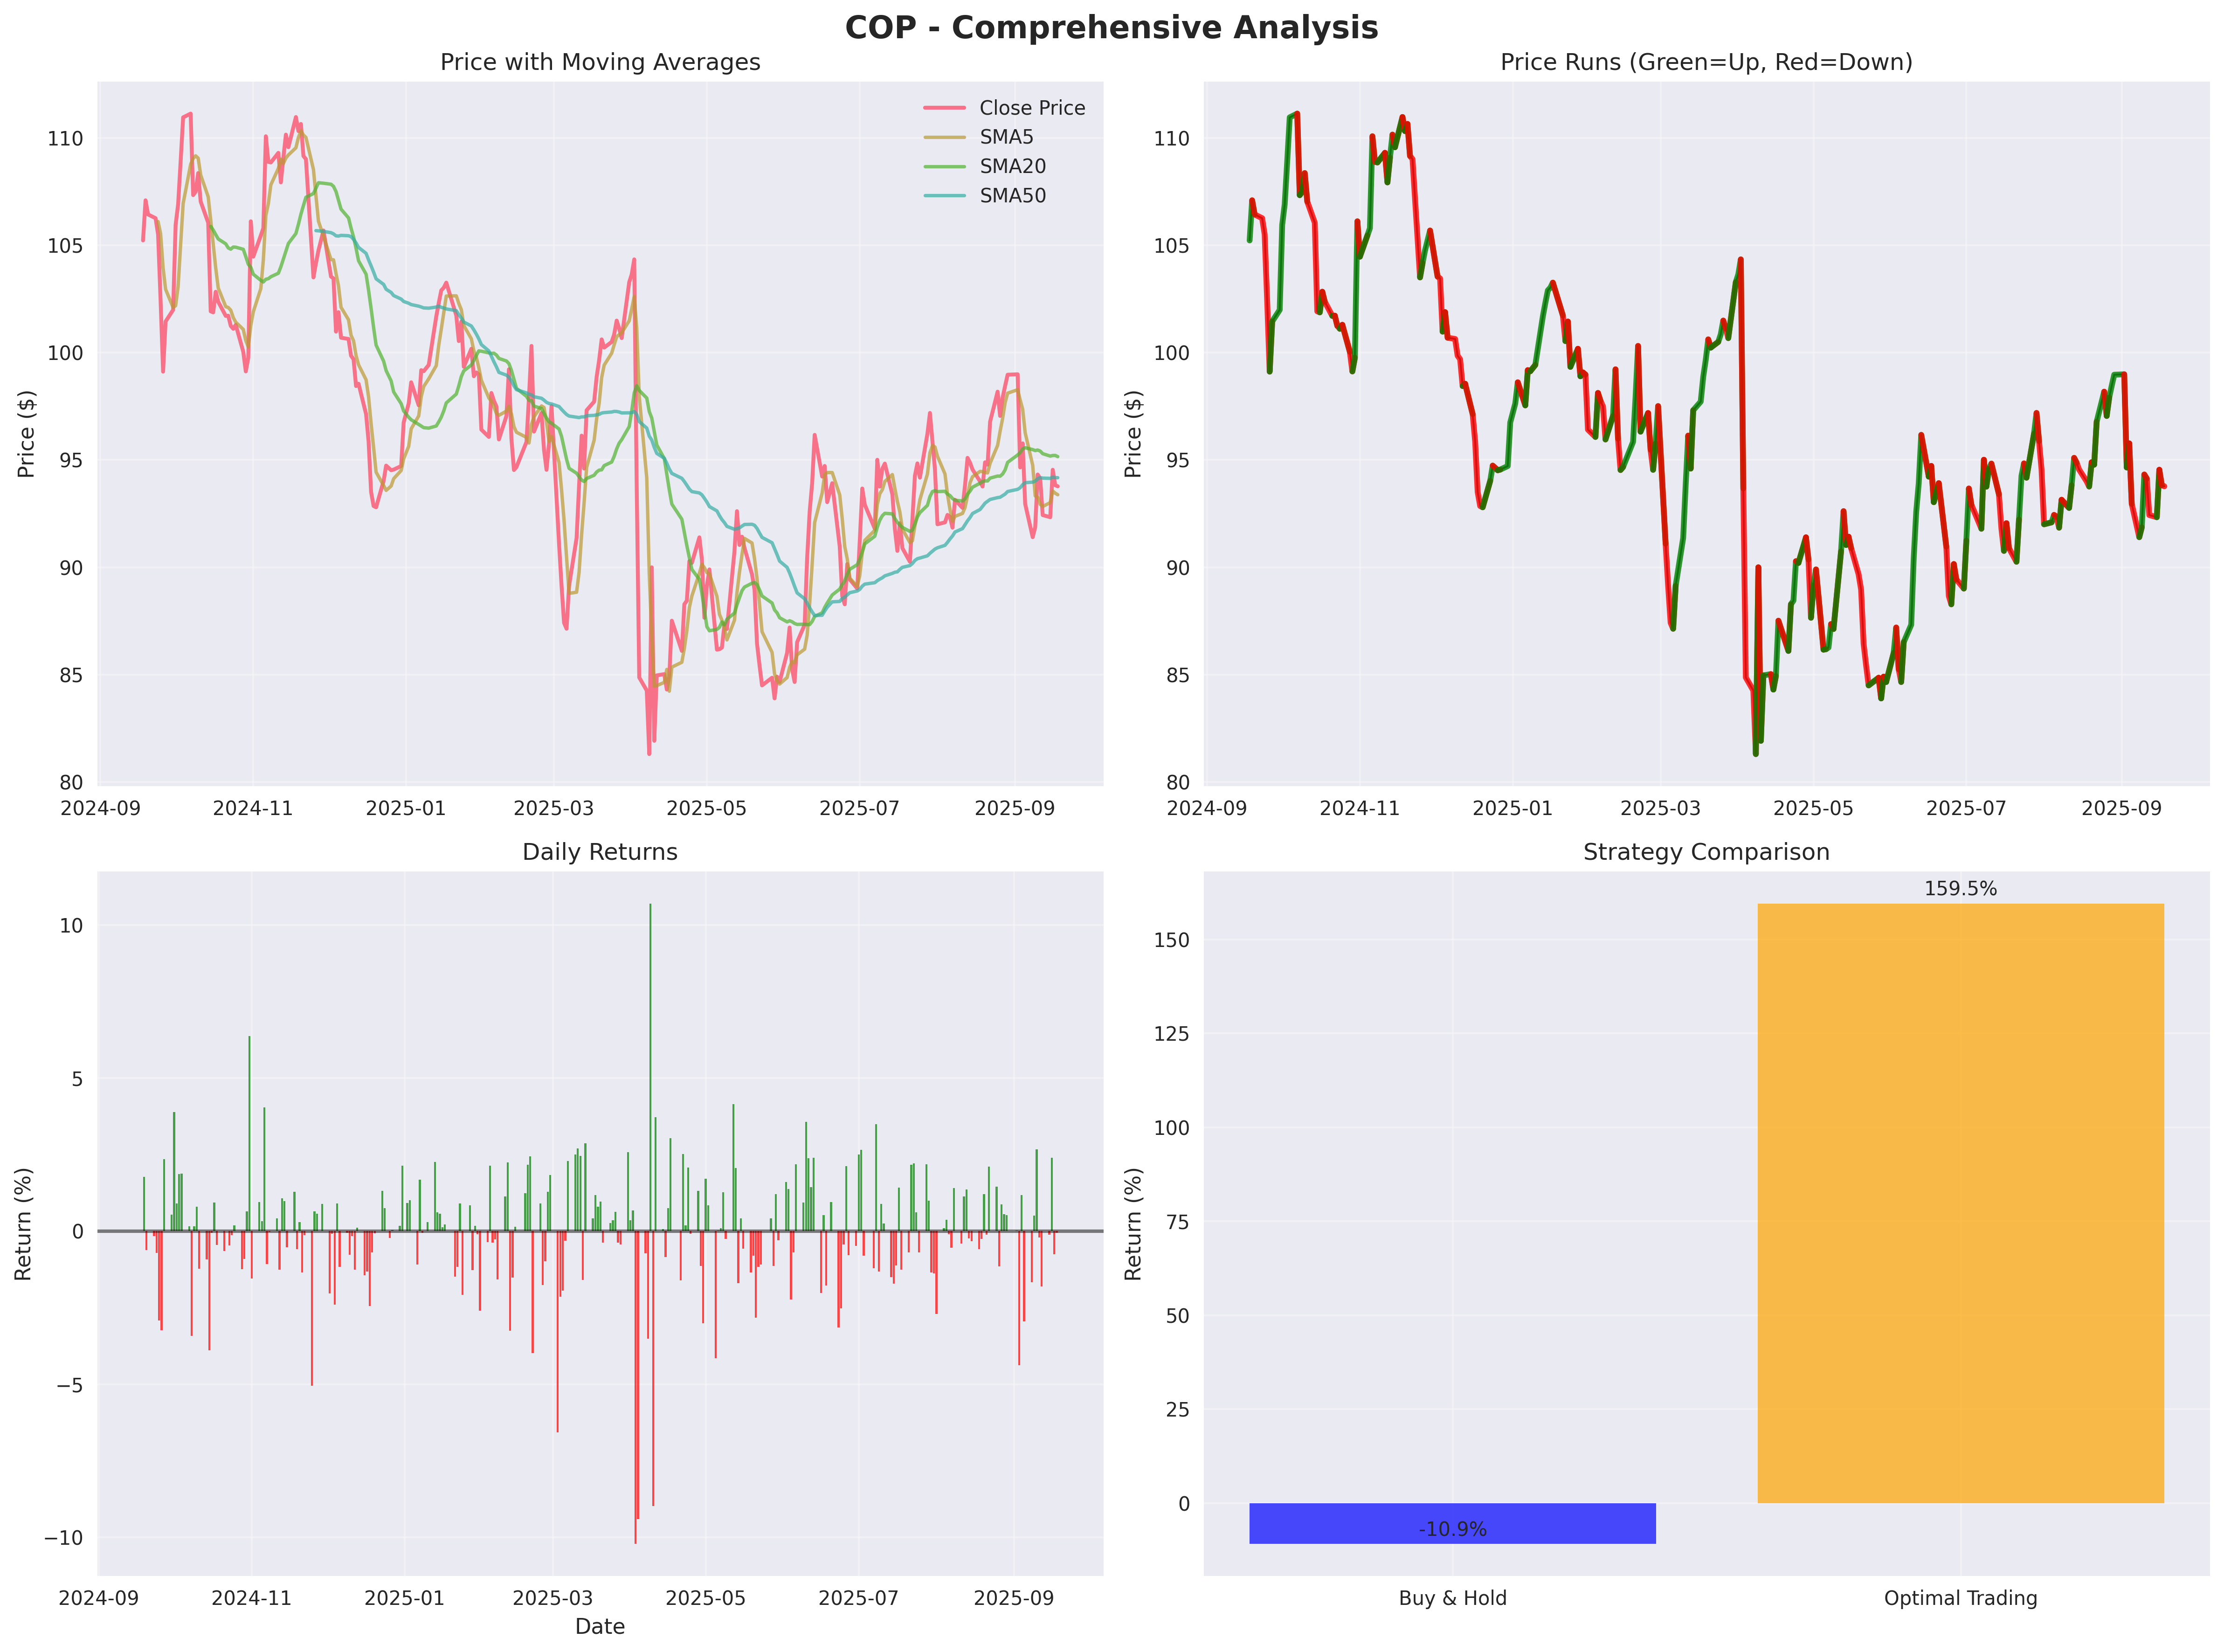 COP - Comprehensive Analysis
Price with Moving Averages
Price ($)
110
105
100
95
90
85
80
Close Price
SMA5
SMA20
SMA50
2024-09 2024-11 2025-01 2025-03 2025-05 2025-07 2025-09
Price Runs (Green=Up, Red=Down)
Price ($)
110
105
100
95
90
85
80
2024-09 2024-11 2025-01 2025-03 2025-05 2025-07 2025-09
Daily Returns
Return (%)
10
5
0
−5
−10
2024-09 2024-11 2025-01 2025-03 2025-05 2025-07 2025-09
Date
Strategy Comparison
Return (%)
150
125
100
75
50
25
0
159.5%
-10.9%
Buy & Hold Optimal Trading